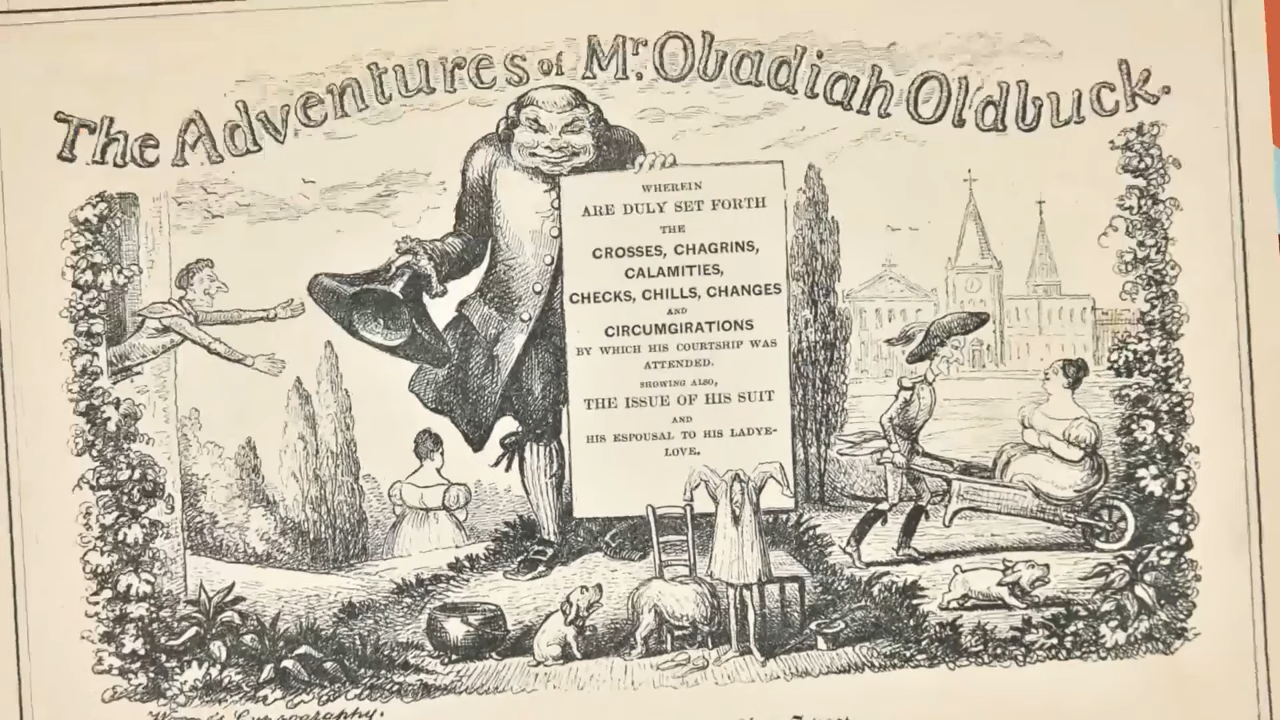 The Adventures of Mr. Obadiah Oldbuck.
WHEREIN
ARE DULY SET FORTH
THE
CROSSES, CHAGRINS,
CALAMITIES,
CHECKS, CHILLS, CHANGES
AND
CIRCUMGIRATIONS
BY WHICH HIS COURTSHIP WAS
ATTENDED.
SHOWING ALSO,
THE ISSUE OF HIS SUIT
AND
HIS ESPOUSAL TO HIS LADYE-
LOVE.